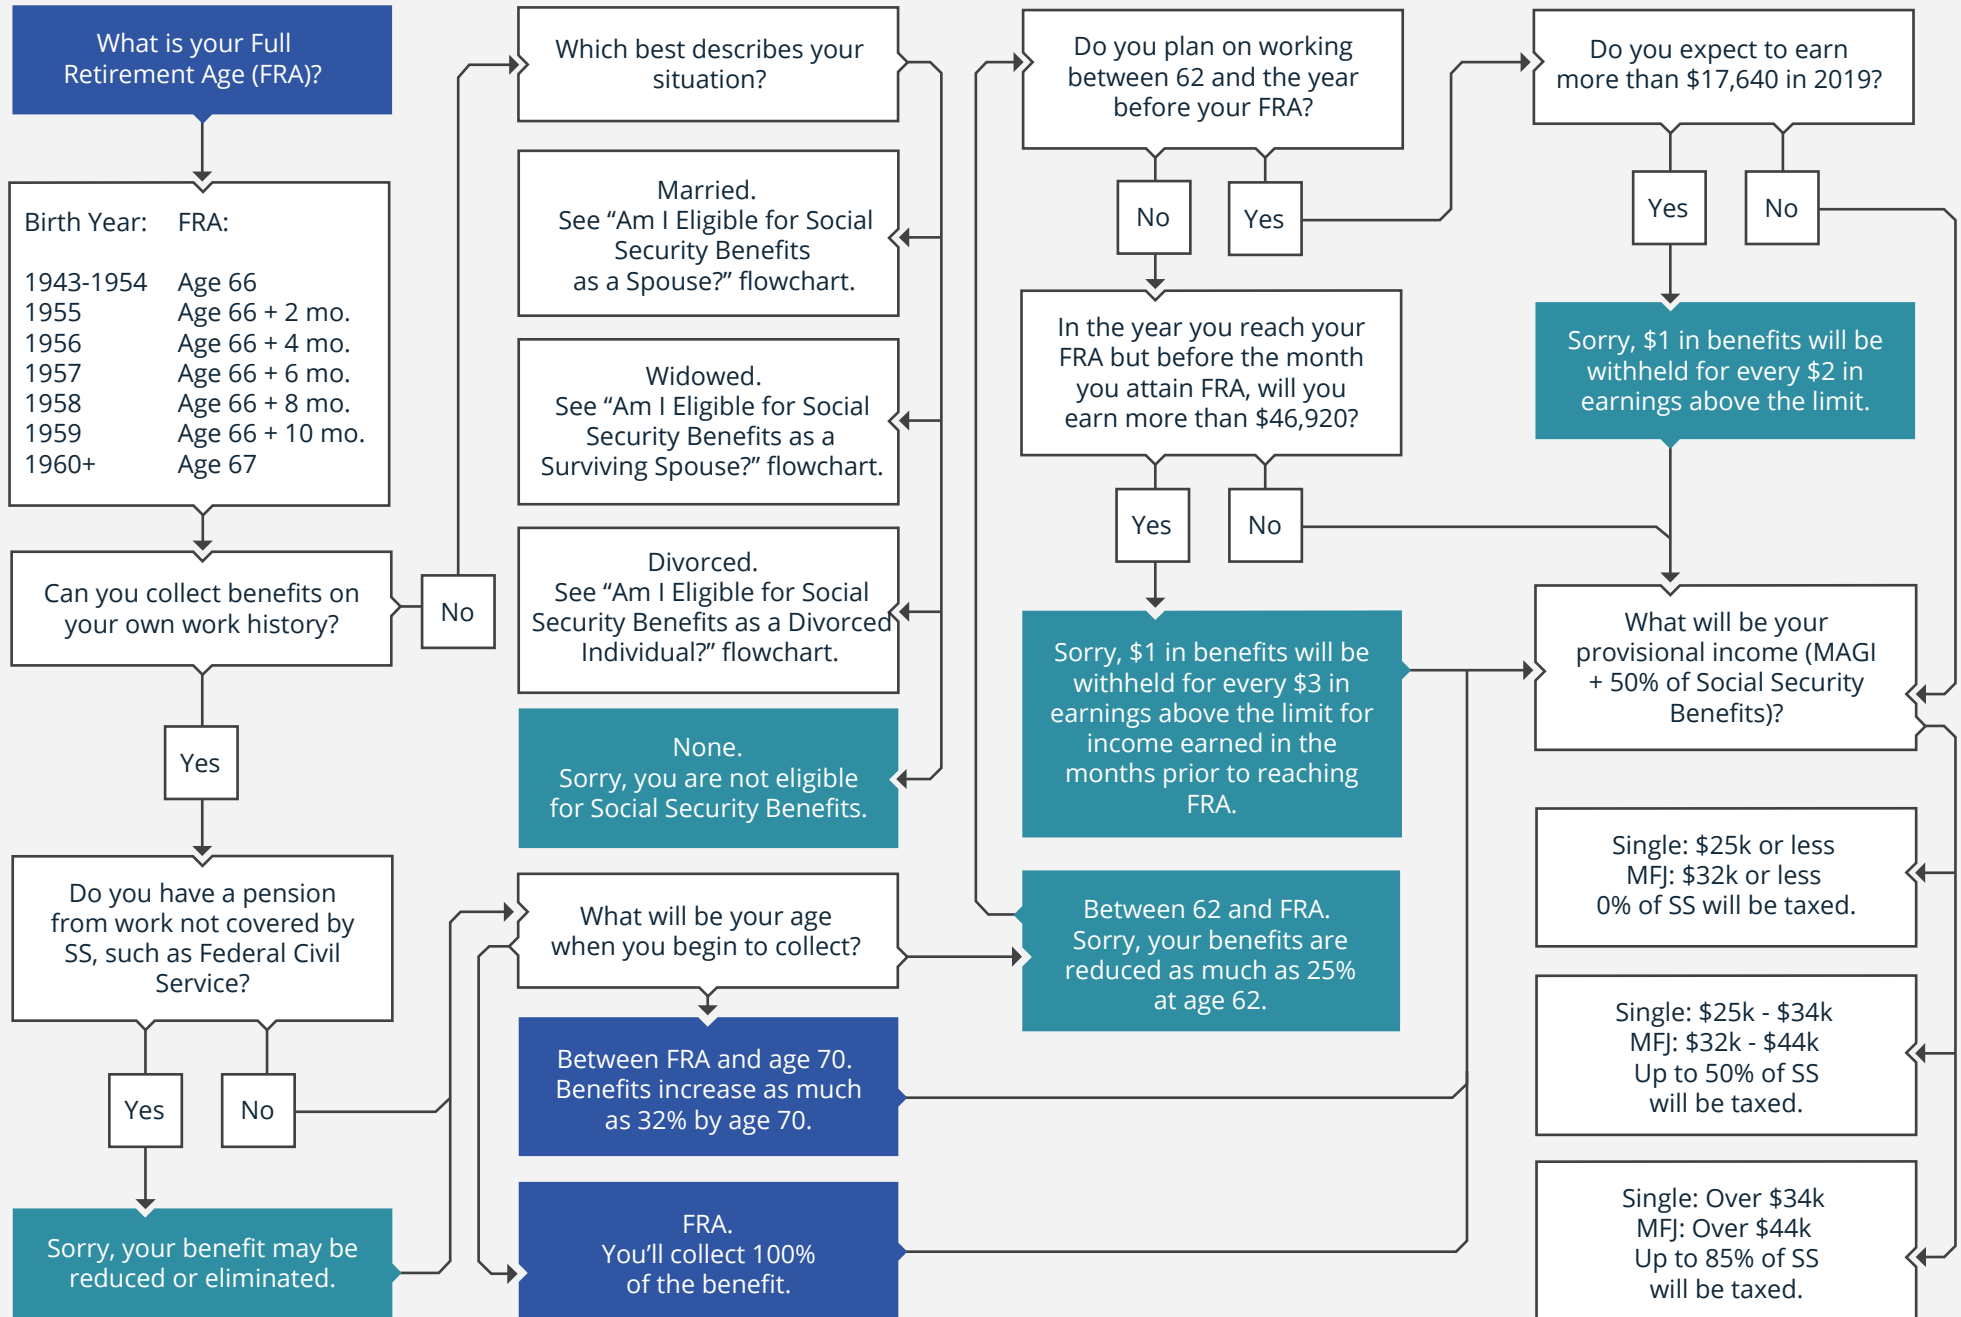 What is your Full
Retirement Age (FRA)?
Birth Year: FRA:
1943-1954 Age 66
1955 Age 66 + 2 mo.
1956 Age 66 + 4 mo.
1957 Age 66 + 6 mo.
1958 Age 66 + 8 mo.
1959 Age 66 + 10 mo.
1960+ Age 67
Can you collect benefits on
your own work history?
No
Yes
Do you have a pension
from work not covered by
SS, such as Federal Civil
Service?
Yes
No
Sorry, your benefit may be
reduced or eliminated.
Which best describes your
situation?
Married.
See “Am I Eligible for Social
Security Benefits
as a Spouse?” flowchart.
Widowed.
See “Am I Eligible for Social
Security Benefits as a
Surviving Spouse?” flowchart.
Divorced.
See “Am I Eligible for Social
Security Benefits as a Divorced
Individual?” flowchart.
None.
Sorry, you are not eligible
for Social Security Benefits.
What will be your age
when you begin to collect?
Between FRA and age 70.
Benefits increase as much
as 32% by age 70.
FRA.
You’ll collect 100%
of the benefit.
Between 62 and FRA.
Sorry, your benefits are
reduced as much as 25%
at age 62.
Do you plan on working
between 62 and the year
before your FRA?
No
Yes
In the year you reach your
FRA but before the month
you attain FRA, will you
earn more than $46,920?
Yes
No
Sorry, $1 in benefits will be
withheld for every $3 in
earnings above the limit for
income earned in the
months prior to reaching
FRA.
Do you expect to earn
more than $17,640 in 2019?
Yes
No
Sorry, $1 in benefits will be
withheld for every $2 in
earnings above the limit.
What will be your
provisional income (MAGI
+ 50% of Social Security
Benefits)?
Single: $25k or less
MFJ: $32k or less
0% of SS will be taxed.
Single: $25k - $34k
MFJ: $32k - $44k
Up to 50% of SS
will be taxed.
Single: Over $34k
MFJ: Over $44k
Up to 85% of SS
will be taxed.